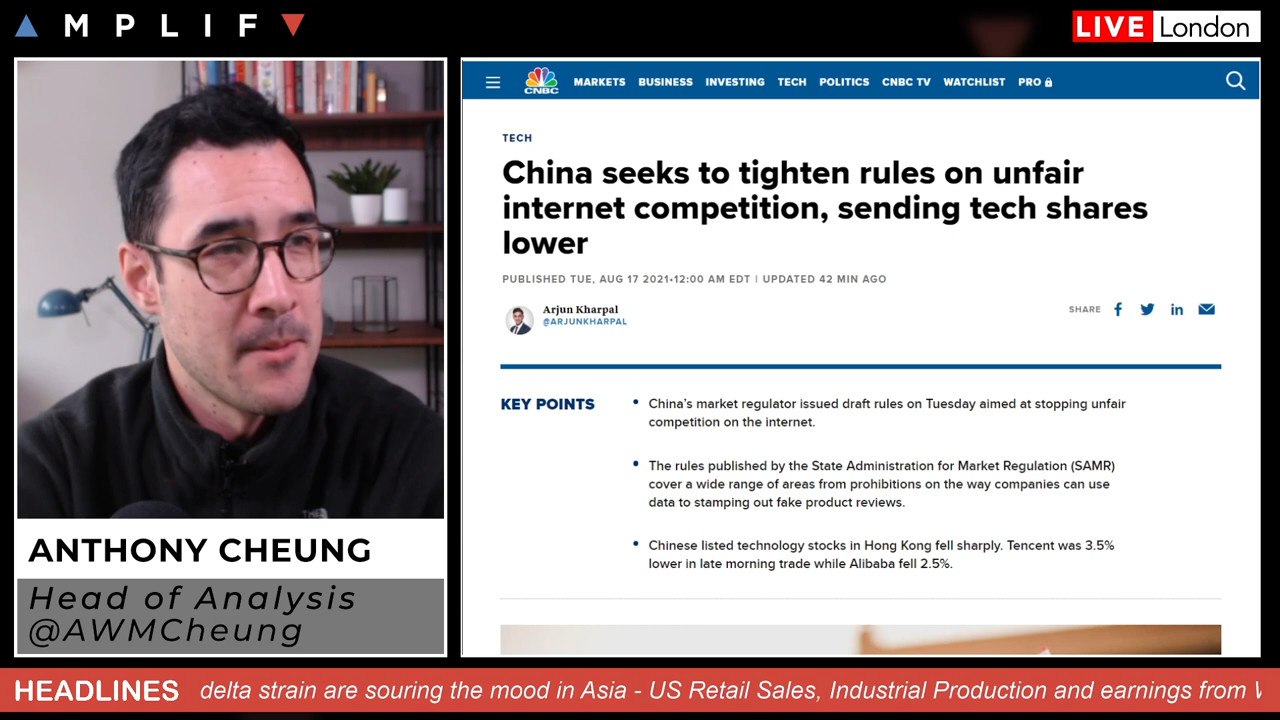 AMPLIFY
LIVE London
CNBC
MARKETS BUSINESS INVESTING TECH POLITICS CNBC TV WATCHLIST PRO
TECH
China seeks to tighten rules on unfair
internet competition, sending tech shares
lower
PUBLISHED TUE, AUG 17 2021•12:00 AM EDT | UPDATED 42 MIN AGO
Arjun Kharpal
@ARJUNKHARPAL
SHARE
KEY POINTS
• China's market regulator issued draft rules on Tuesday aimed at stopping unfair
competition on the internet.
• The rules published by the State Administration for Market Regulation (SAMR)
cover a wide range of areas from prohibitions on the way companies can use
data to stamping out fake product reviews.
• Chinese listed technology stocks in Hong Kong fell sharply. Tencent was 3.5%
lower in late morning trade while Alibaba fell 2.5%.
ANTHONY CHEUNG
Head of Analysis
@AWMCheung
HEADLINES delta strain are souring the mood in Asia - US Retail Sales, Industrial Production and earnings from